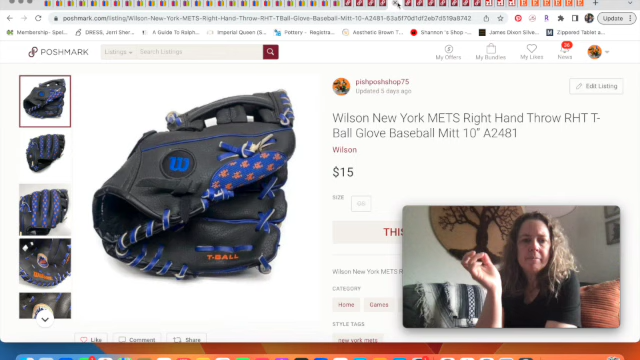 poshmark.com/listing/Wilson-New-York-METS-Right-Hand-Throw-RHT-TBall-Glove-Baseball-Mitt-10-A2481-63a5f70d1df2eb7d519a8742
Update
Membership- Spel
DRESS, Jerri Sher
A Guide To Ralph
Imperial Queen (S
Pottery - Registra
Aesthetic Context
Shannon 's Shop -
James Dixon Silve
Zippered Tablet a
POSHMARK
Listings
Search Listings
My Offers
My Bundles
My Likes
News
pishposhshop75
Updated 5 days ago
Edit Listing
Wilson New York METS Right Hand Throw RHT T-
Ball Glove Baseball Mitt 10" A2481
Wilson
$15
SIZE
OS
THIS
Wilson New York METS R
CATEGORY
Home
Games
STYLE TAGS
new york mets
W
T-BALL
Like
Comment
Share